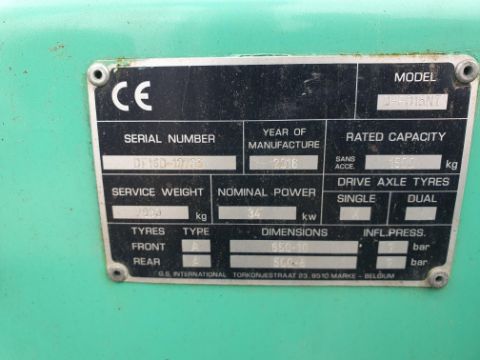 CE
MODEL
SERIAL NUMBER YEAR OF MANUFACTURE RATED CAPACITY
2016 SANS ACCE. kg
SERVICE WEIGHT NOMINAL POWER DRIVE AXLE TYRES
SINGLE DUAL
kg 34 kw
TYRES TYPE DIMENSIONS INFL.PRESS.
FRONT A bar
REAR bar
G.S. INTERNATIONAL TORKONJESTRAAT 23, 8510 MARKE - BELGIUM